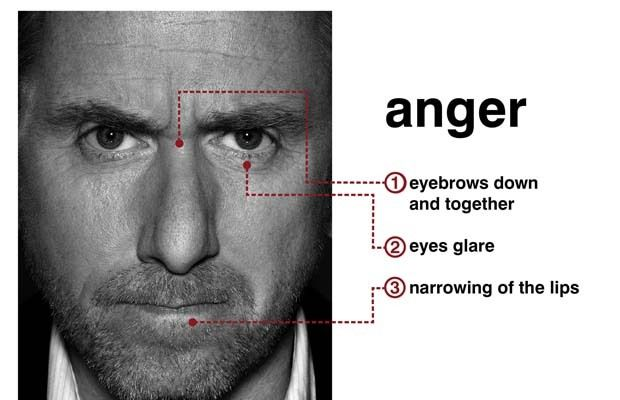 anger
1 eyebrows down
and together
2 eyes glare
3 narrowing of the lips